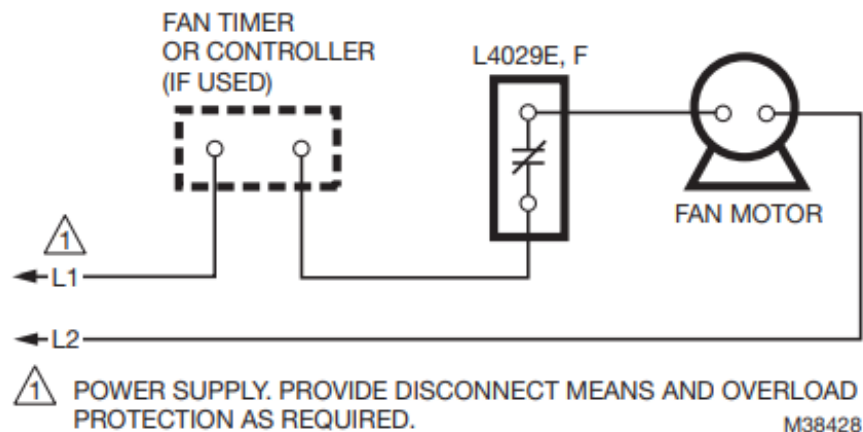 FAN TIMER
OR CONTROLLER
(IF USED)
L4029E, F
FAN MOTOR
1
L1
L2
1 POWER SUPPLY. PROVIDE DISCONNECT MEANS AND OVERLOAD
PROTECTION AS REQUIRED.
M38428